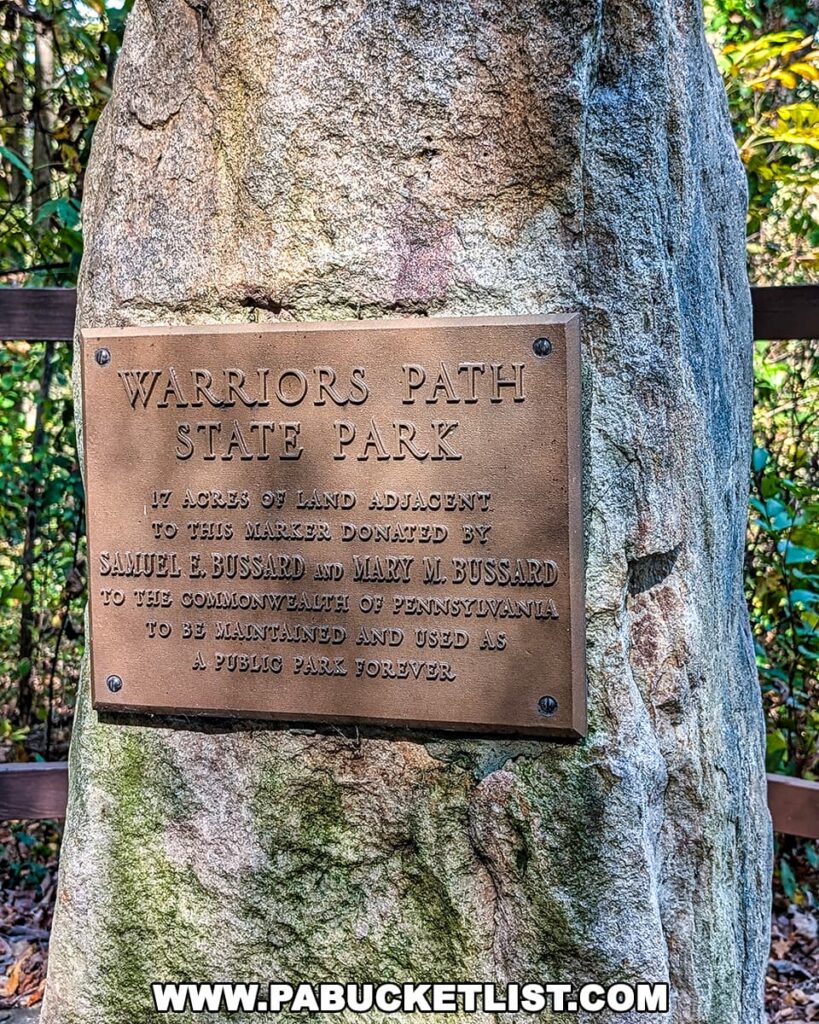 WARRIORS PATH
STATE PARK
17 ACRES OF LAND ADJACENT
TO THIS MARKER DONATED BY
SAMUEL E. BUSSARD AND MARY M. BUSSARD
TO THE COMMONWEALTH OF PENNSYLVANIA
TO BE MAINTAINED AND USED AS
A PUBLIC PARK FOREVER
WWW.PABUCKETLIST.COM